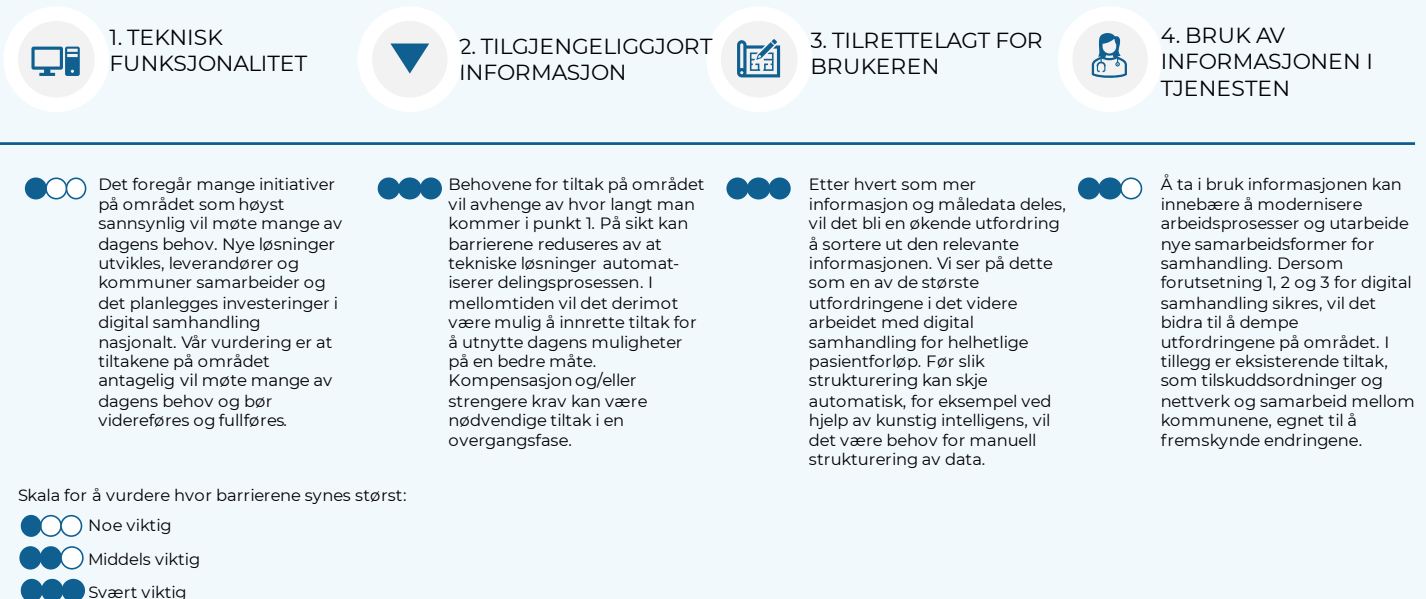 1. TEKNISK
FUNKSJONALITET
2. TILGJENGELIGGJORT
INFORMASJON
3. TILRETTELAGT FOR
BRUKEREN
4. BRUK AV
INFORMASJONEN I
TJENESTEN
Det foregår mange initiativer
på området som høyst
sannsynlig vil møte mange av
dagens behov. Nye løsninger
utvikles, leverandører og
kommuner samarbeider og
det planlegges investeringer i
digital samhandling
nasjonalt. Vår vurdering er at
tiltakene på området
antagelig vil møte mange av
dagens behov og bør
videreføres og fullføres.
Behovene for tiltak på området
vil avhenge av hvor langt man
kommer i punkt 1. På sikt kan
barrierene reduseres av at
tekniske løsninger automat-
iserer delingsprosessen. I
mellomtiden vil det derimot
være mulig å innrette tiltak for
å utnytte dagens muligheter
på en bedre måte.
Kompensasjon og/eller
strengere krav kan være
nødvendige tiltak i en
overgangsfase.
Etter hvert som mer
informasjon og måledata deles,
vil det bli en økende utfordring
å sortere ut den relevante
informasjonen. Vi ser på dette
som en av de største
utfordringene i det videre
arbeidet med digital
samhandling for helhetlige
pasientforløp. Før slik
strukturering kan skje
automatisk, for eksempel ved
hjelp av kunstig intelligens, vil
det være behov for manuell
strukturering av data.
Å ta i bruk informasjonen kan
innebære å modernisere
arbeidsprosesser og utarbeide
nye samarbeidsformer for
samhandling. Dersom
forutsetning 1, 2 og 3 for digital
samhandling sikres, vil det
bidra til å dempe
utfordringene på området. I
tillegg er eksisterende tiltak,
som tilskuddsordninger og
nettverk og samarbeid mellom
kommunene, egnet til å
fremskynde endringene.
Skala for å vurdere hvor barrierene synes størst:
Noe viktig
Middels viktig
Svært viktig